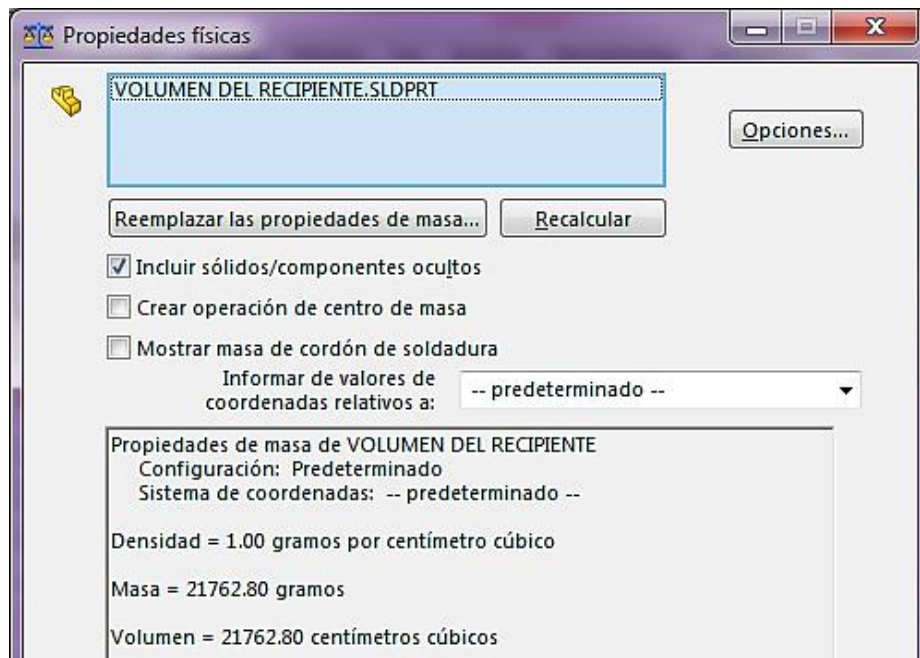 Propiedades físicas
VOLUMEN DEL RECIPIENTE.SLDPRT
Opciones...
Reemplazar las propiedades de masa...
Recalcular
Incluir sólidos/componentes ocultos
Crear operación de centro de masa
Mostrar masa de cordón de soldadura
Informar de valores de
coordenadas relativos a:
-- predeterminado --
Propiedades de masa de VOLUMEN DEL RECIPIENTE
Configuración: Predeterminado
Sistema de coordenadas: -- predeterminado --
Densidad = 1.00 gramos por centímetro cúbico
Masa = 21762.80 gramos
Volumen = 21762.80 centímetros cúbicos